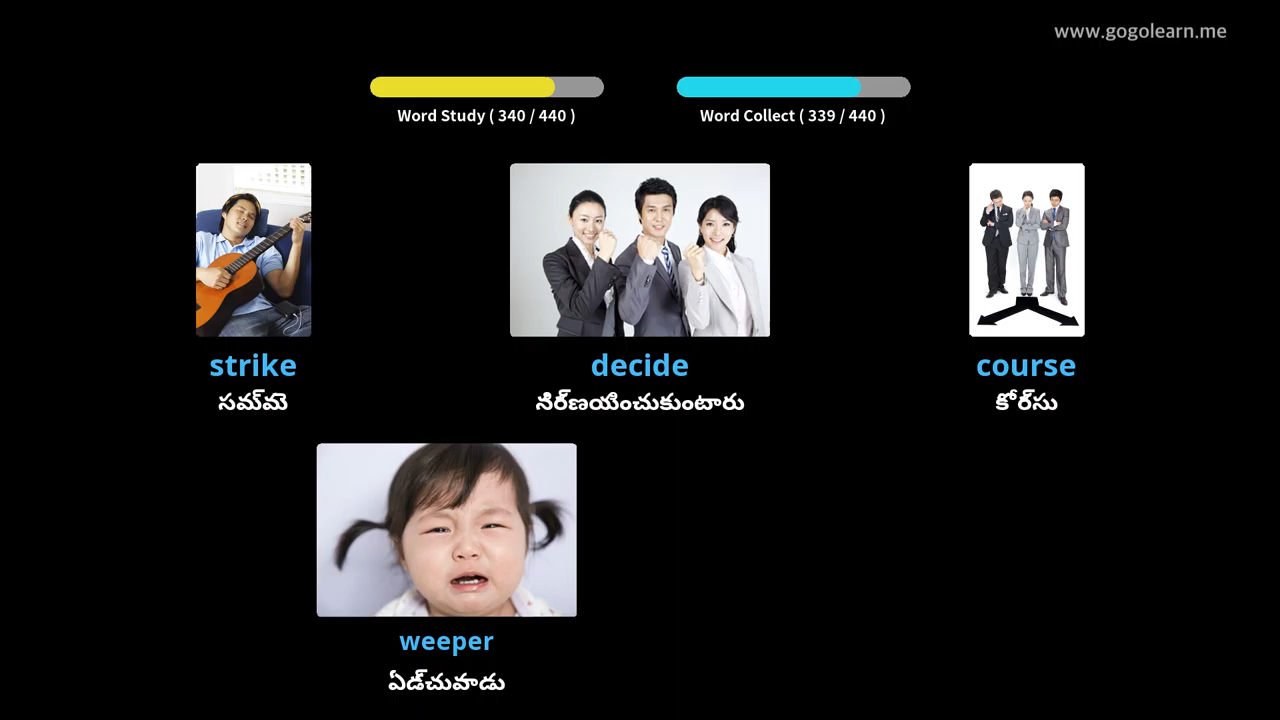 www.gogolearn.me
Word Study ( 340 / 440 )
Word Collect ( 339 / 440 )
strike
సమ్‌మె
decide
నిర్‌ణయించుకుంటారు
course
కోర్‌సు
weeper
ఏడ్‌చువాడు